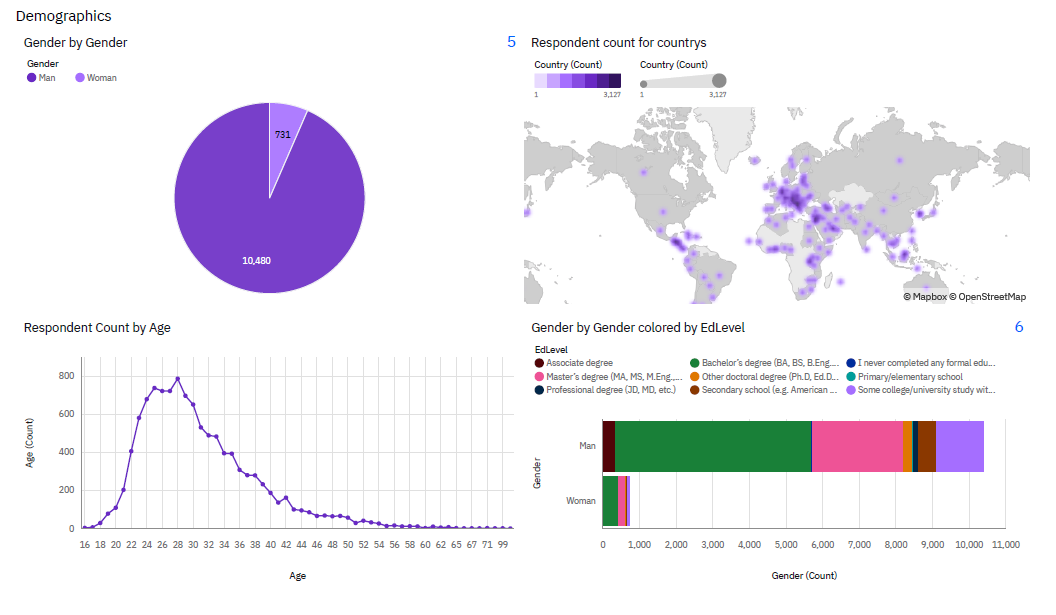 Demographics
Gender by Gender
5
Gender
Man
Woman
731
10,480
Respondent count for countrys
Country (Count)
1
3,127
Country (Count)
1
3,127
© Mapbox © OpenStreetMap
Respondent Count by Age
Age (Count)
800
600
400
200
0
16 18 20 21 22 24 26 28 30 32 34 36 38 40 42 44 46 48 50 52 54 56 58 60 62 65 67 71 99
Age
Gender by Gender colored by EdLevel
6
EdLevel
Associate degree
Bachelor's degree (BA, BS, B.Eng....
I never completed any formal edu...
Master's degree (MA, MS, M.Eng.,...
Other doctoral degree (Ph.D, Ed.D...
Primary/elementary school
Professional degree (JD, MD, etc.)
Secondary school (e.g. American ...
Some college/university study wit...
Gender
Man
Woman
0 1,000 2,000 3,000 4,000 5,000 6,000 7,000 8,000 9,000 10,000 11,000
Gender (Count)